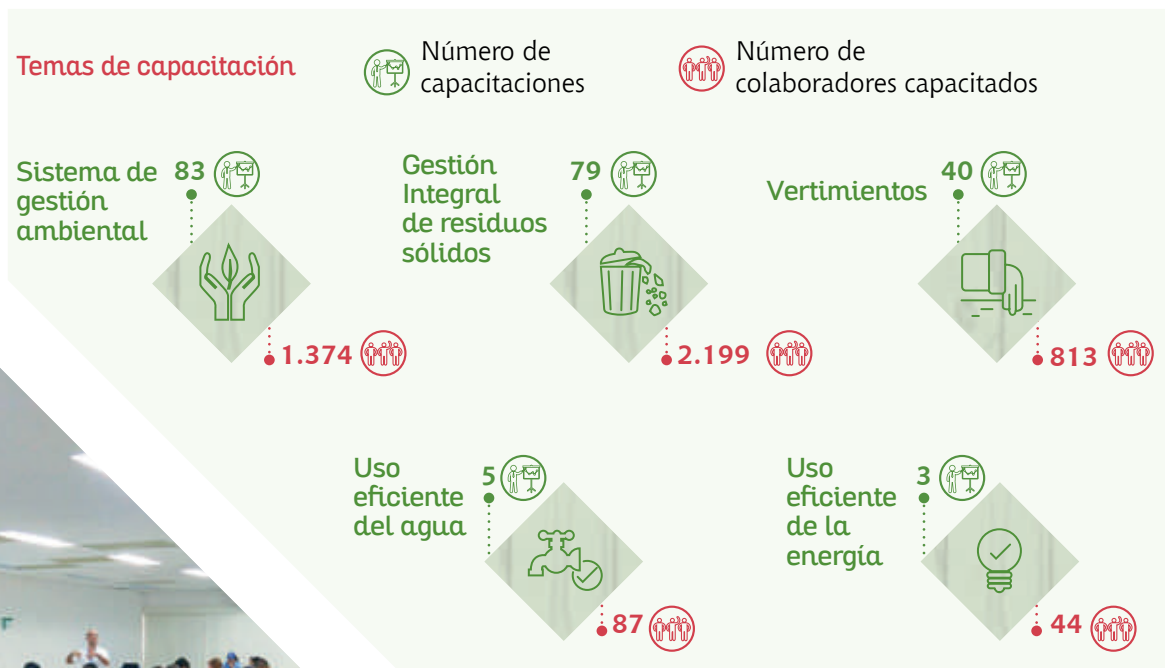 Temas de capacitación
Número de
capacitaciones
Número de
colaboradores capacitados
Sistema de
gestión
ambiental
83
1.374
Gestión
Integral
de residuos
sólidos
79
2.199
Vertimientos
40
813
Uso
eficiente
del agua
5
87
Uso
eficiente
de la
energía
3
44